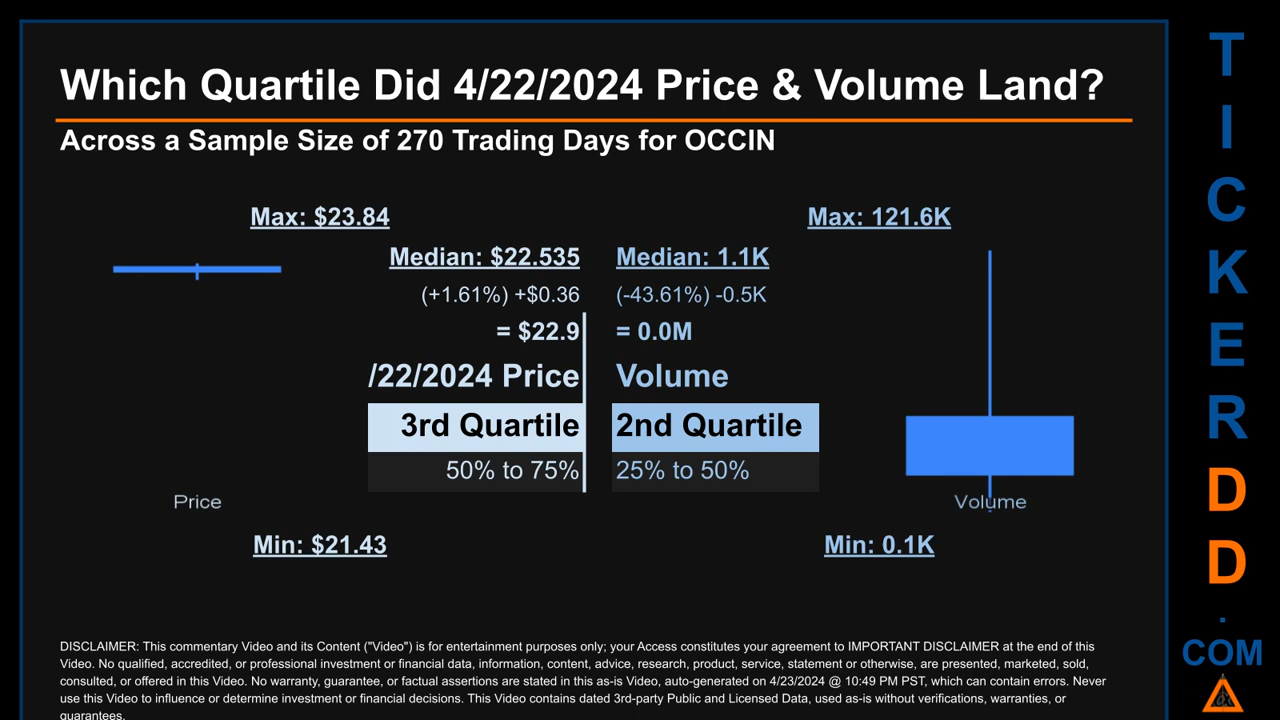 Which Quartile Did 4/22/2024 Price & Volume Land?
Across a Sample Size of 270 Trading Days for OCCIN
Max: $23.84
Max: 121.6K
Median: $22.535
Median: 1.1K
(+1.61%) +$0.36
(-43.61%) -0.5K
= $22.9
= 0.0M
/22/2024 Price
Volume
3rd Quartile
2nd Quartile
50% to 75%
25% to 50%
Price
Volume
Min: $21.43
Min: 0.1K
DISCLAIMER: This commentary Video and its Content ("Video") is for entertainment purposes only; your Access constitutes your agreement to IMPORTANT DISCLAIMER at the end of this
Video. No qualified, accredited, or professional investment or financial data, information, content, advice, research, product, service, statement or otherwise, are presented, marketed, sold,
consulted, or offered in this Video. No warranty, guarantee, or factual assertions are stated in this as-is Video, auto-generated on 4/23/2024 @ 10:49 PM PST, which can contain errors. Never
use this Video to influence or determine investment or financial decisions. This Video contains dated 3rd-party Public and Licensed Data, used as-is without verifications, warranties, or
guarantees.
T
I
C
K
E
R
D
D
.
COM